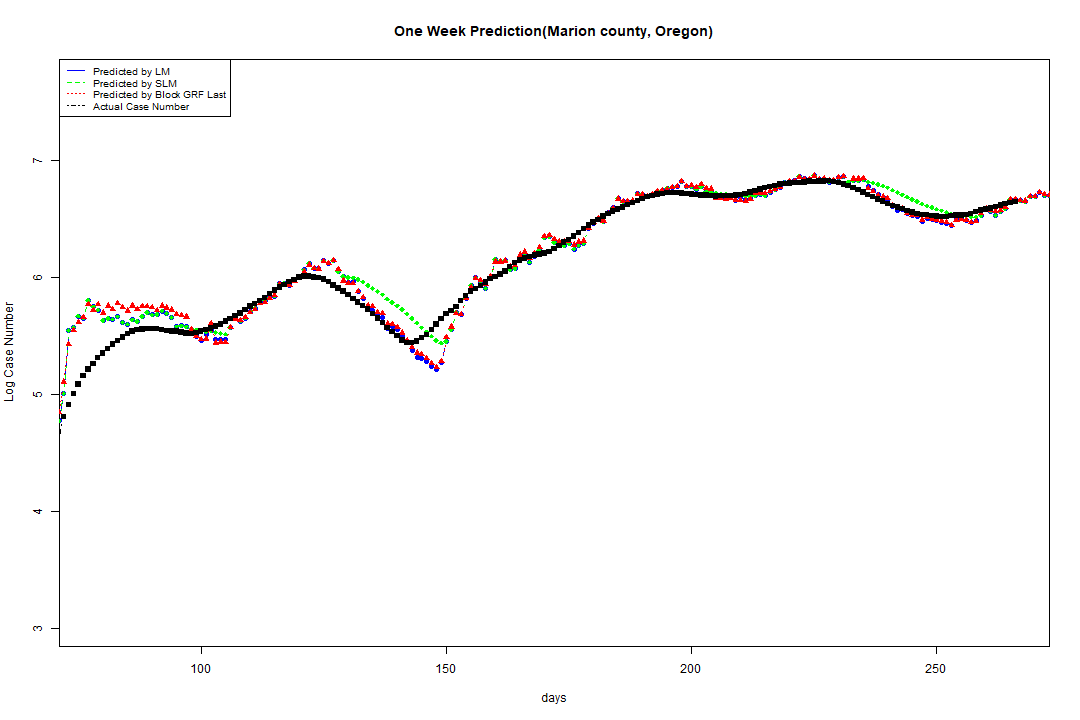 One Week Prediction(Marion county, Oregon)
Predicted by LM
Predicted by SLM
Predicted by Block GRF Last
Actual Case Number
7
6
5
4
3
Log Case Number
100 150 200 250
days